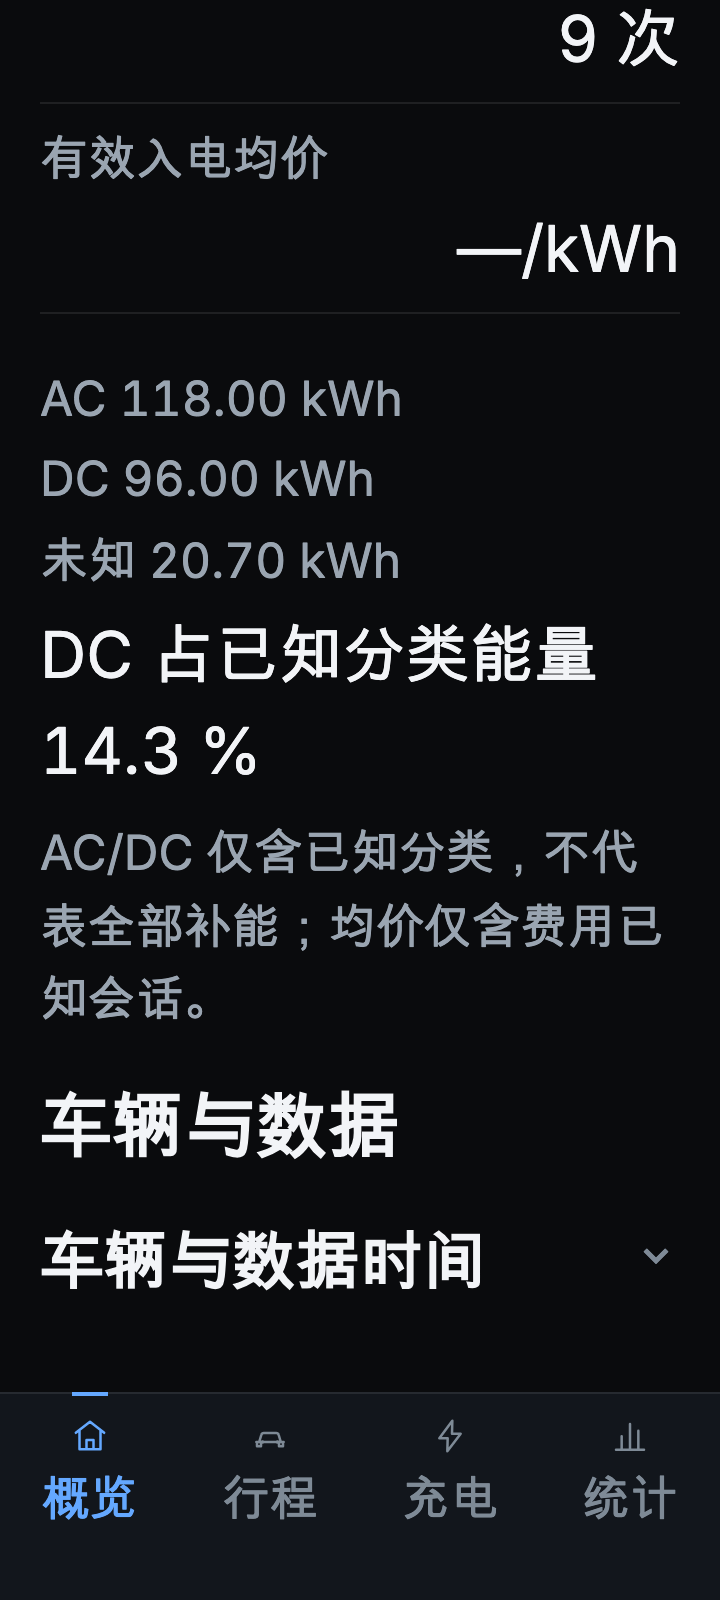 9 次
有效入电均价
—/kWh
AC 118.00 kWh
DC 96.00 kWh
未知 20.70 kWh
DC 占已知分类能量
14.3 %
AC/DC 仅含已知分类，不代
表全部补能；均价仅含费用已
知会话。
车辆与数据
车辆与数据时间
概览
行程
充电
统计